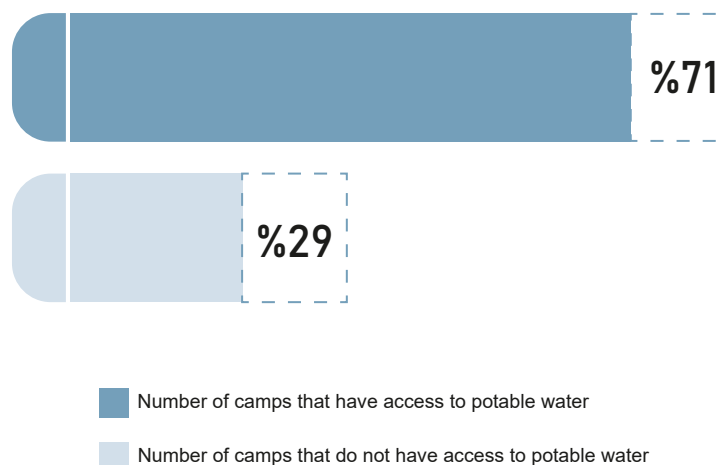 %71
%29
Number of camps that have access to potable water
Number of camps that do not have access to potable water